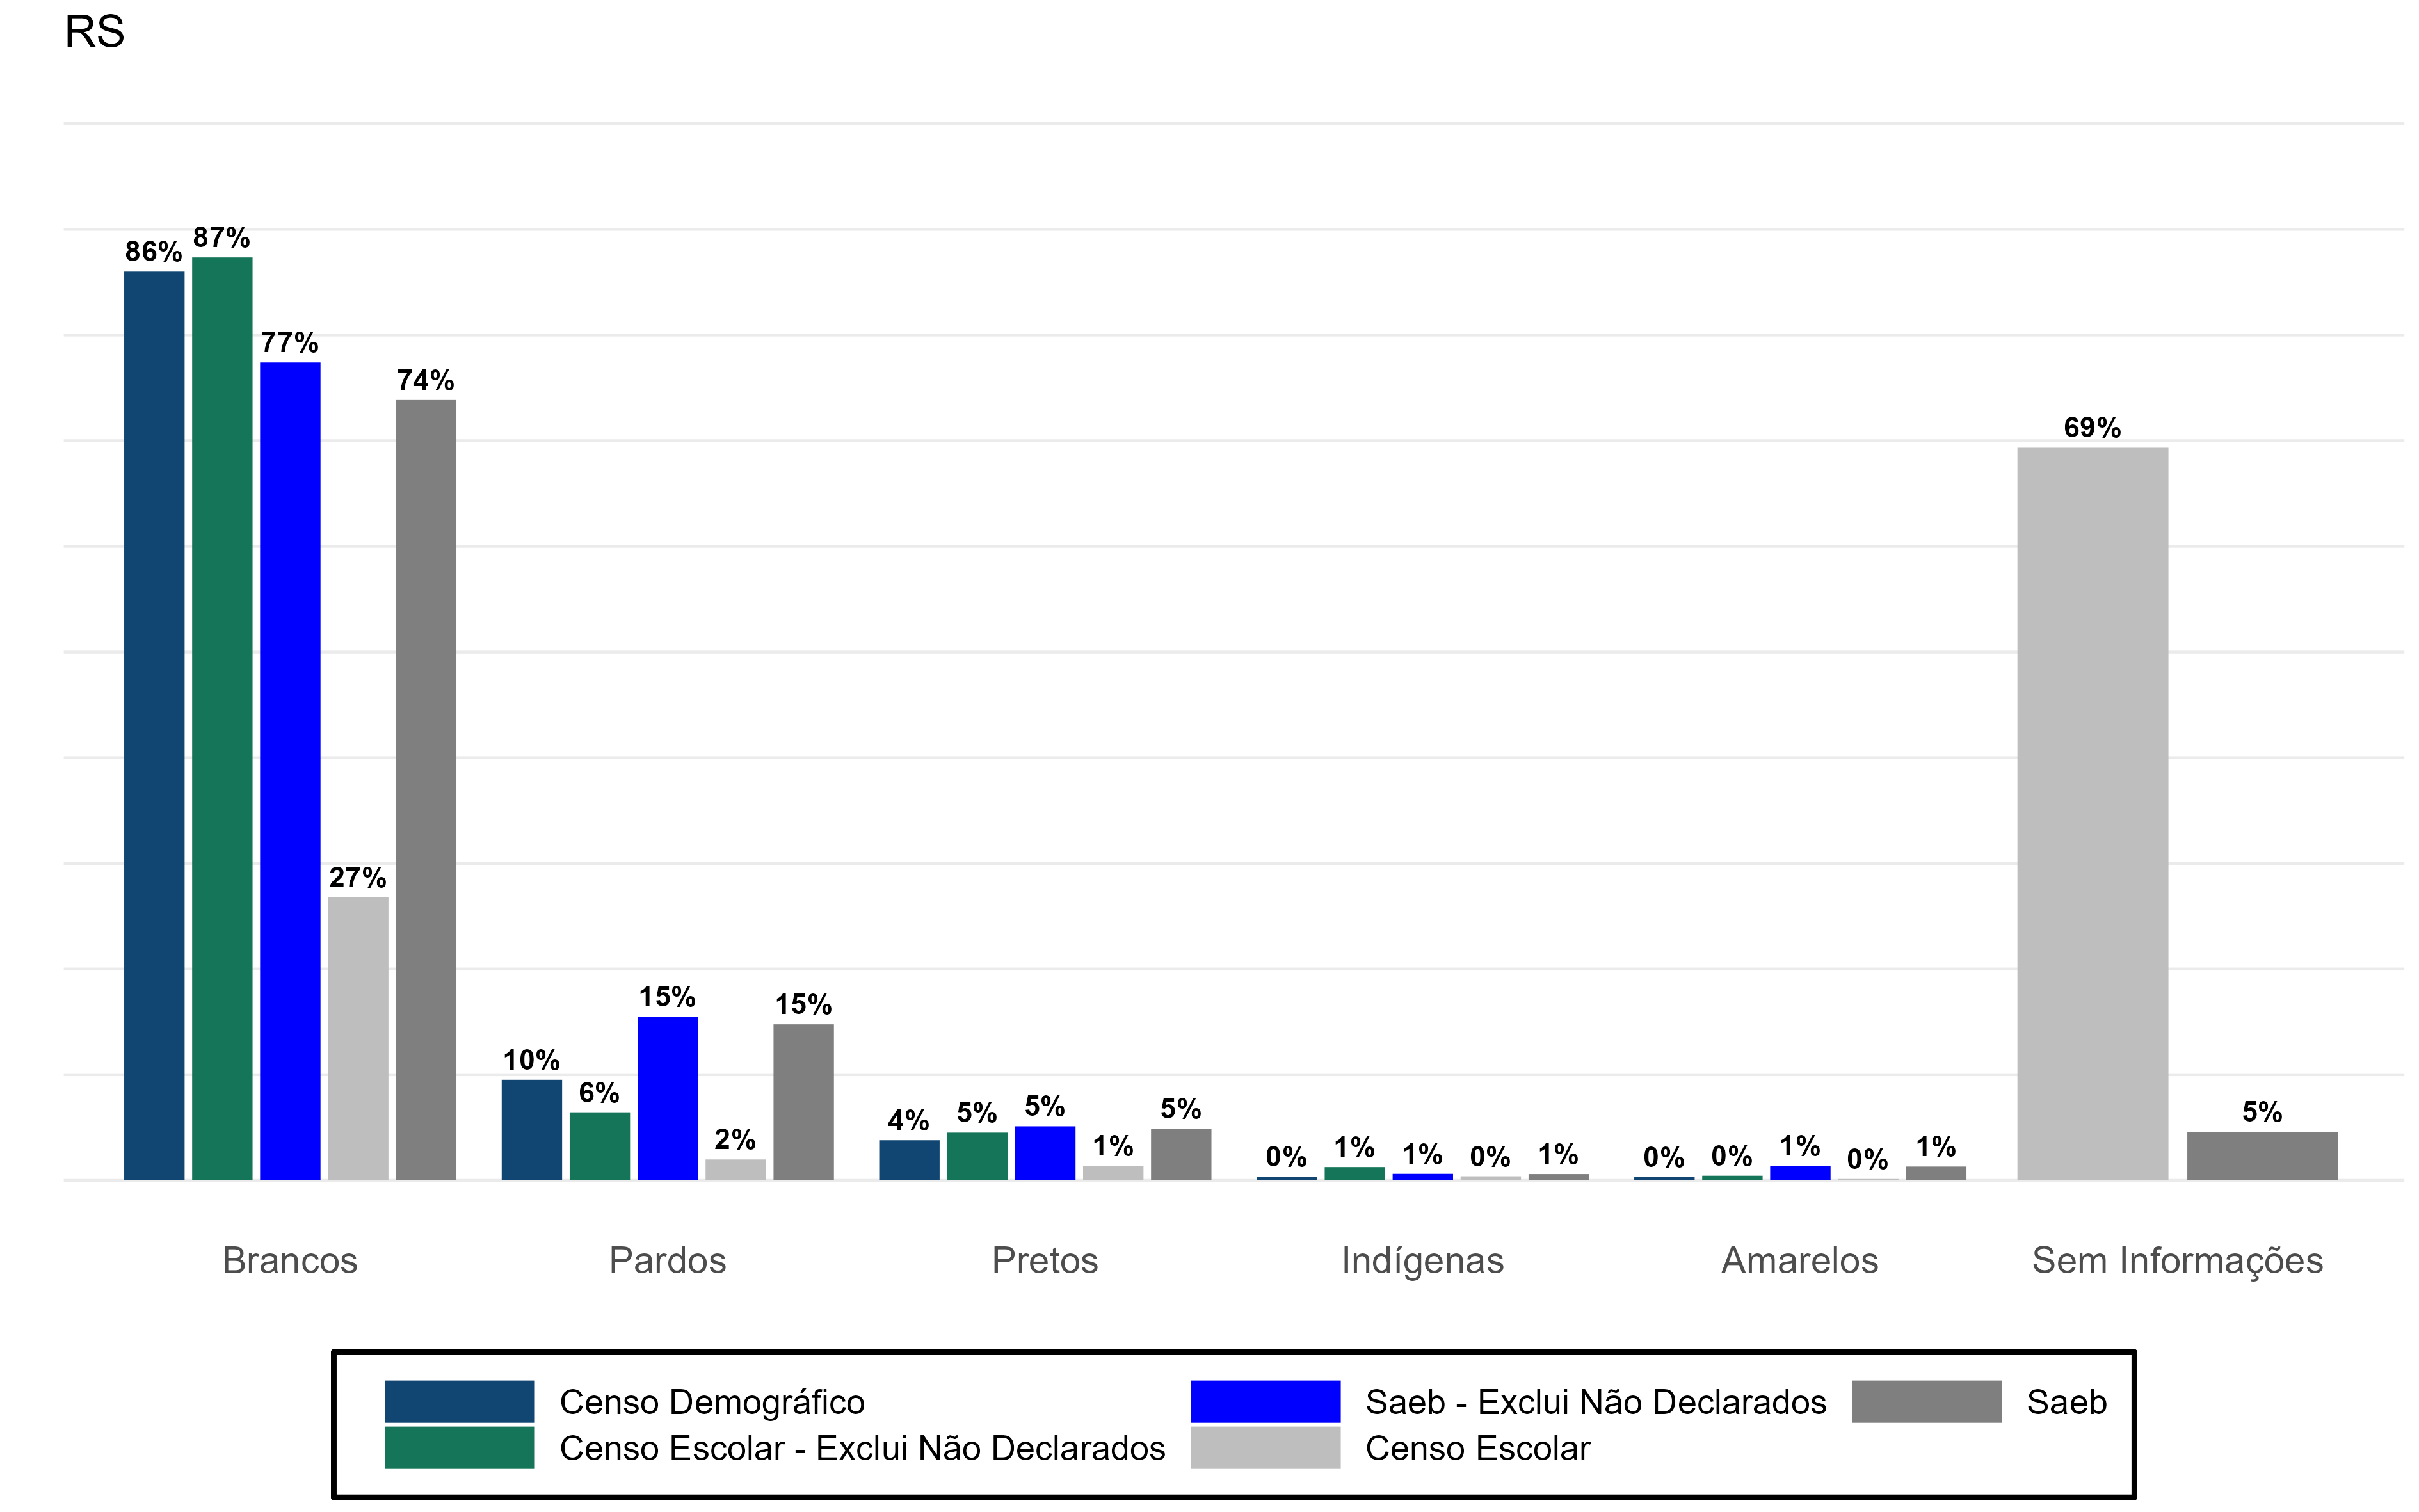 RS
86% 87% 77% 27% 74%
10% 6% 15% 2% 15%
4% 5% 5% 1% 5%
0% 1% 1% 0% 1%
0% 0% 1% 0% 1%
69% 5%
Brancos Pardos Pretos Indígenas Amarelos Sem Informações
Censo Demográfico Saeb - Exclui Não Declarados Saeb
Censo Escolar - Exclui Não Declarados Censo Escolar